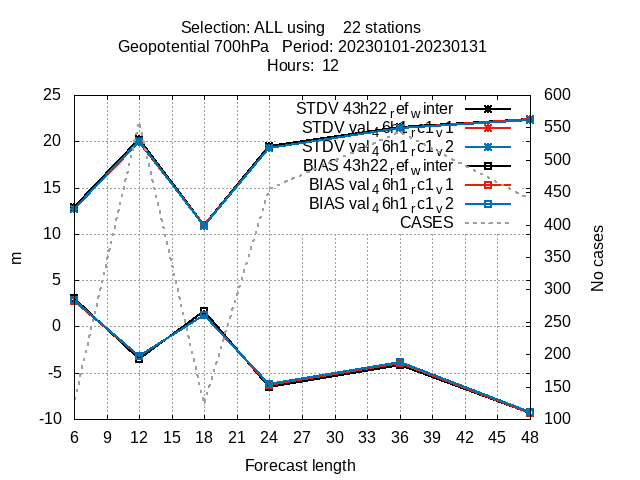 Selection: ALL using 22 stations
Geopotential 700hPa Period: 20230101-20230131
Hours: 12
25 600
STDV 43h22_ref_winter
STDV val_46h1_rc1_v1
STDV val_46h1_rc1_v2
BIAS 43h22_ref_winter
BIAS val_46h1_rc1_v1
BIAS val_46h1_rc1_v2
CASES
20 550
15 500
10 450
5 400
0 350
-5 300
-10 250
200
150
100
m
No cases
6 9 12 15 18 21 24 27 30 33 36 39 42 45 48
Forecast length